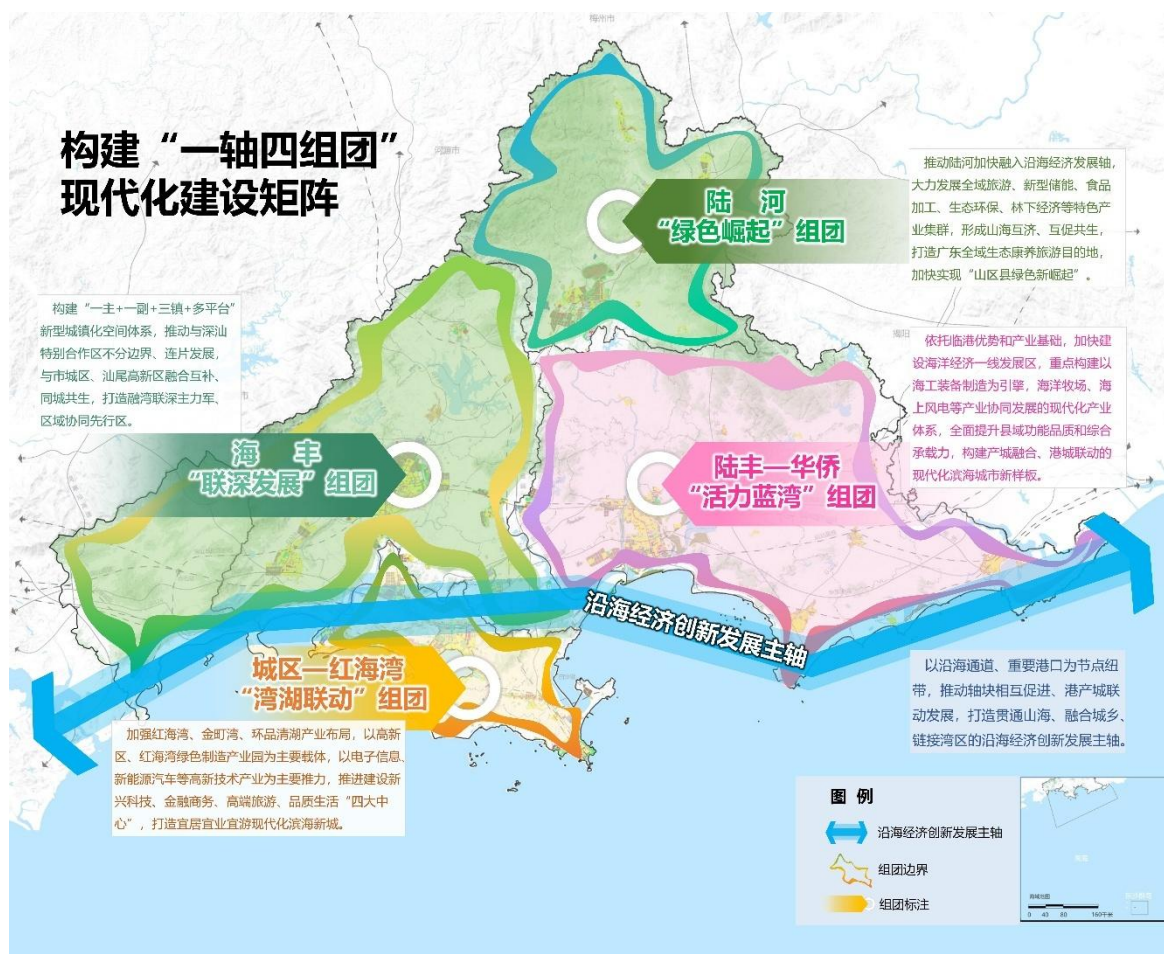 梅州市
构建“一轴四组团”
现代化建设矩阵
河源市
陆 河
“绿色崛起”组团
推动陆河加快融入沿海经济发展轴，
大力发展全域旅游、新型储能、食品
加工、生态环保、林下经济等特色产
业集群，形成山海互济、互促共生，
打造广东全域生态康养旅游目的地，
加快实现“山区县绿色新崛起”。
构建“一主+一副+三镇+多平台”
新型城镇化空间体系，推动与深汕
特别合作区不分边界、连片发展，
与市城区、汕尾高新区融合互补、
同城共生，打造融湾联深主力军、
区域协同先行区。
海 丰
“联深发展”组团
揭阳
依托临港优势和产业基础，加快建
设海洋经济一线发展区，重点构建以
海工装备制造为引擎，海洋牧场、海
上风电等产业协同发展的现代化产业
体系，全面提升县域功能品质和综合
承载力，构建产城融合、港城联动的
现代化滨海城市新样板。
陆丰—华侨
“活力蓝湾”组团
沿海经济创新发展主轴
城区—红海湾
“湾湖联动”组团
加强红海湾、金町湾、环品清湖产业布局，以高新
区、红海湾绿色制造产业园为主要载体，以电子信息、
新能源汽车等高新技术产业为主要推力，推进建设新
兴科技、金融商务、高端旅游、品质生活“四大中
心”，打造宜居宜业宜游现代化滨海新城。
以沿海通道、重要港口为节点纽
带，推动轴块相互促进、港产城联
动发展，打造贯通山海、融合城乡、
链接湾区的沿海经济创新发展主轴。
图 例
沿海经济创新发展主轴
组团边界
组团标注
0 40 80 160千米